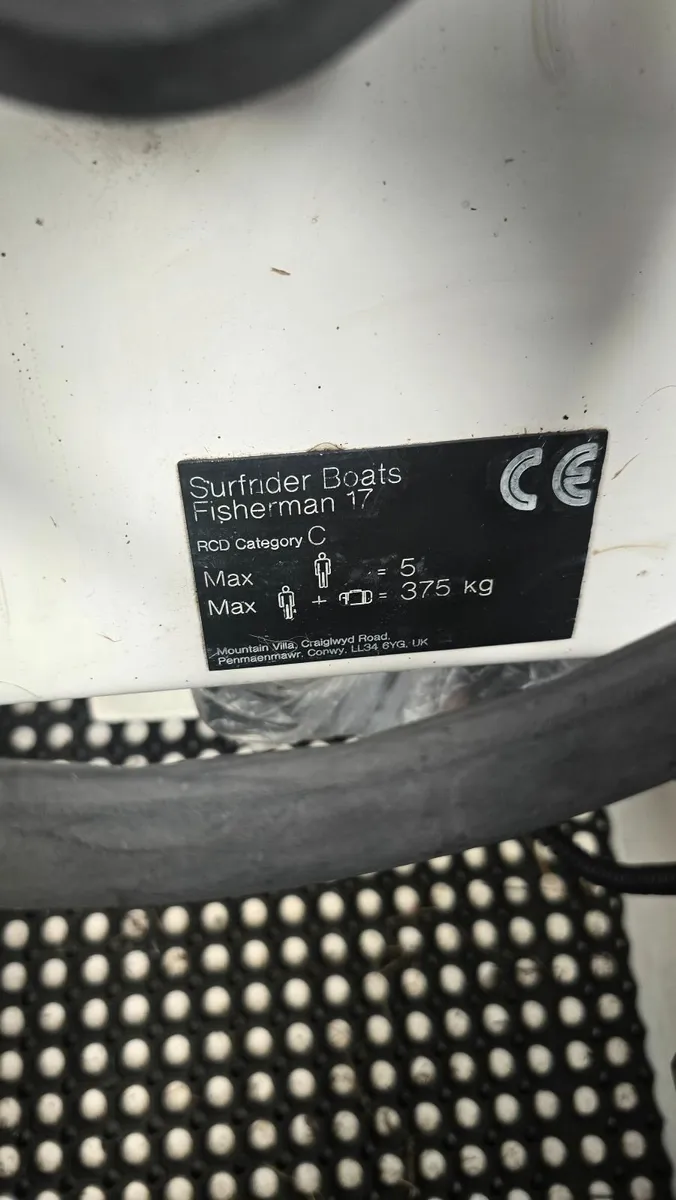 Surfrider Boats
Fisherman 17
CE
RCD Category C
Max = 5
Max + = 375 kg
Mountain Villa, Craiglwyd Road,
Penmaenmawr, Conwy, LL34 6YG, UK